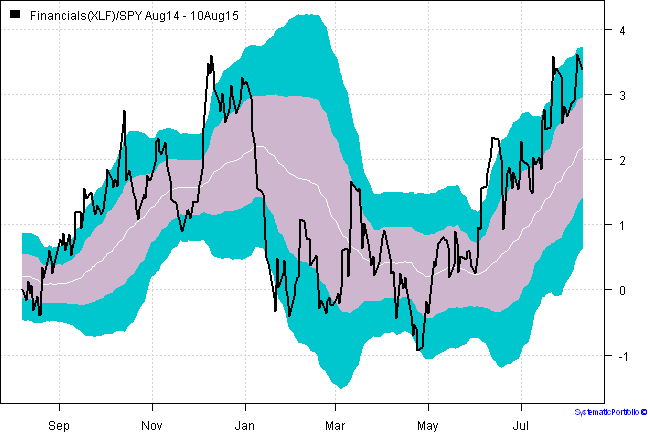 Financials(XLF)/SPY Aug14 - 10Aug15
4
3
2
1
0
-1
Sep Nov Jan Mar May Jul
SystematicPortfolio ©